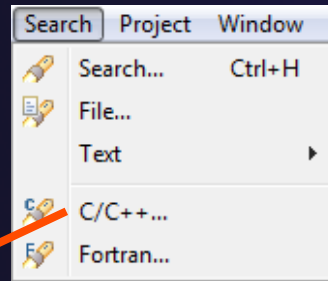 Search Project Window
Search... Ctrl+H
File...
Text
C/C++...
Fortran...